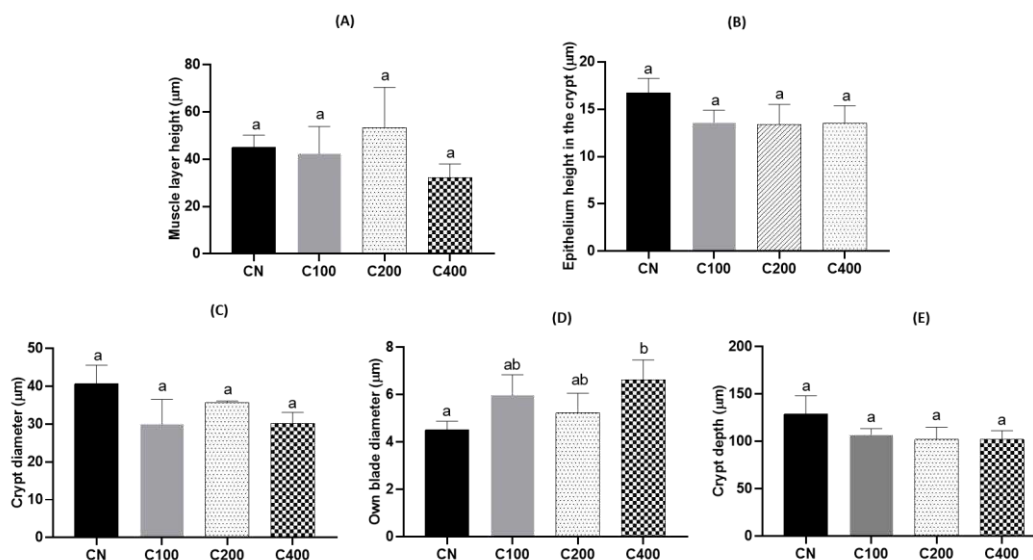 (A)
Muscle layer height (µm)
80
60
40
20
0
a
a
a
a
CN
C100
C200
C400
(B)
Epithelium height in the crypt (µm)
20
15
10
5
0
a
a
a
a
CN
C100
C200
C400
(C)
Crypt diameter (µm)
50
40
30
20
10
0
a
a
a
a
CN
C100
C200
C400
(D)
Own blade diameter (µm)
8
6
4
2
0
a
ab
ab
b
CN
C100
C200
C400
(E)
Crypt depth (µm)
200
150
100
50
0
a
a
a
a
CN
C100
C200
C400